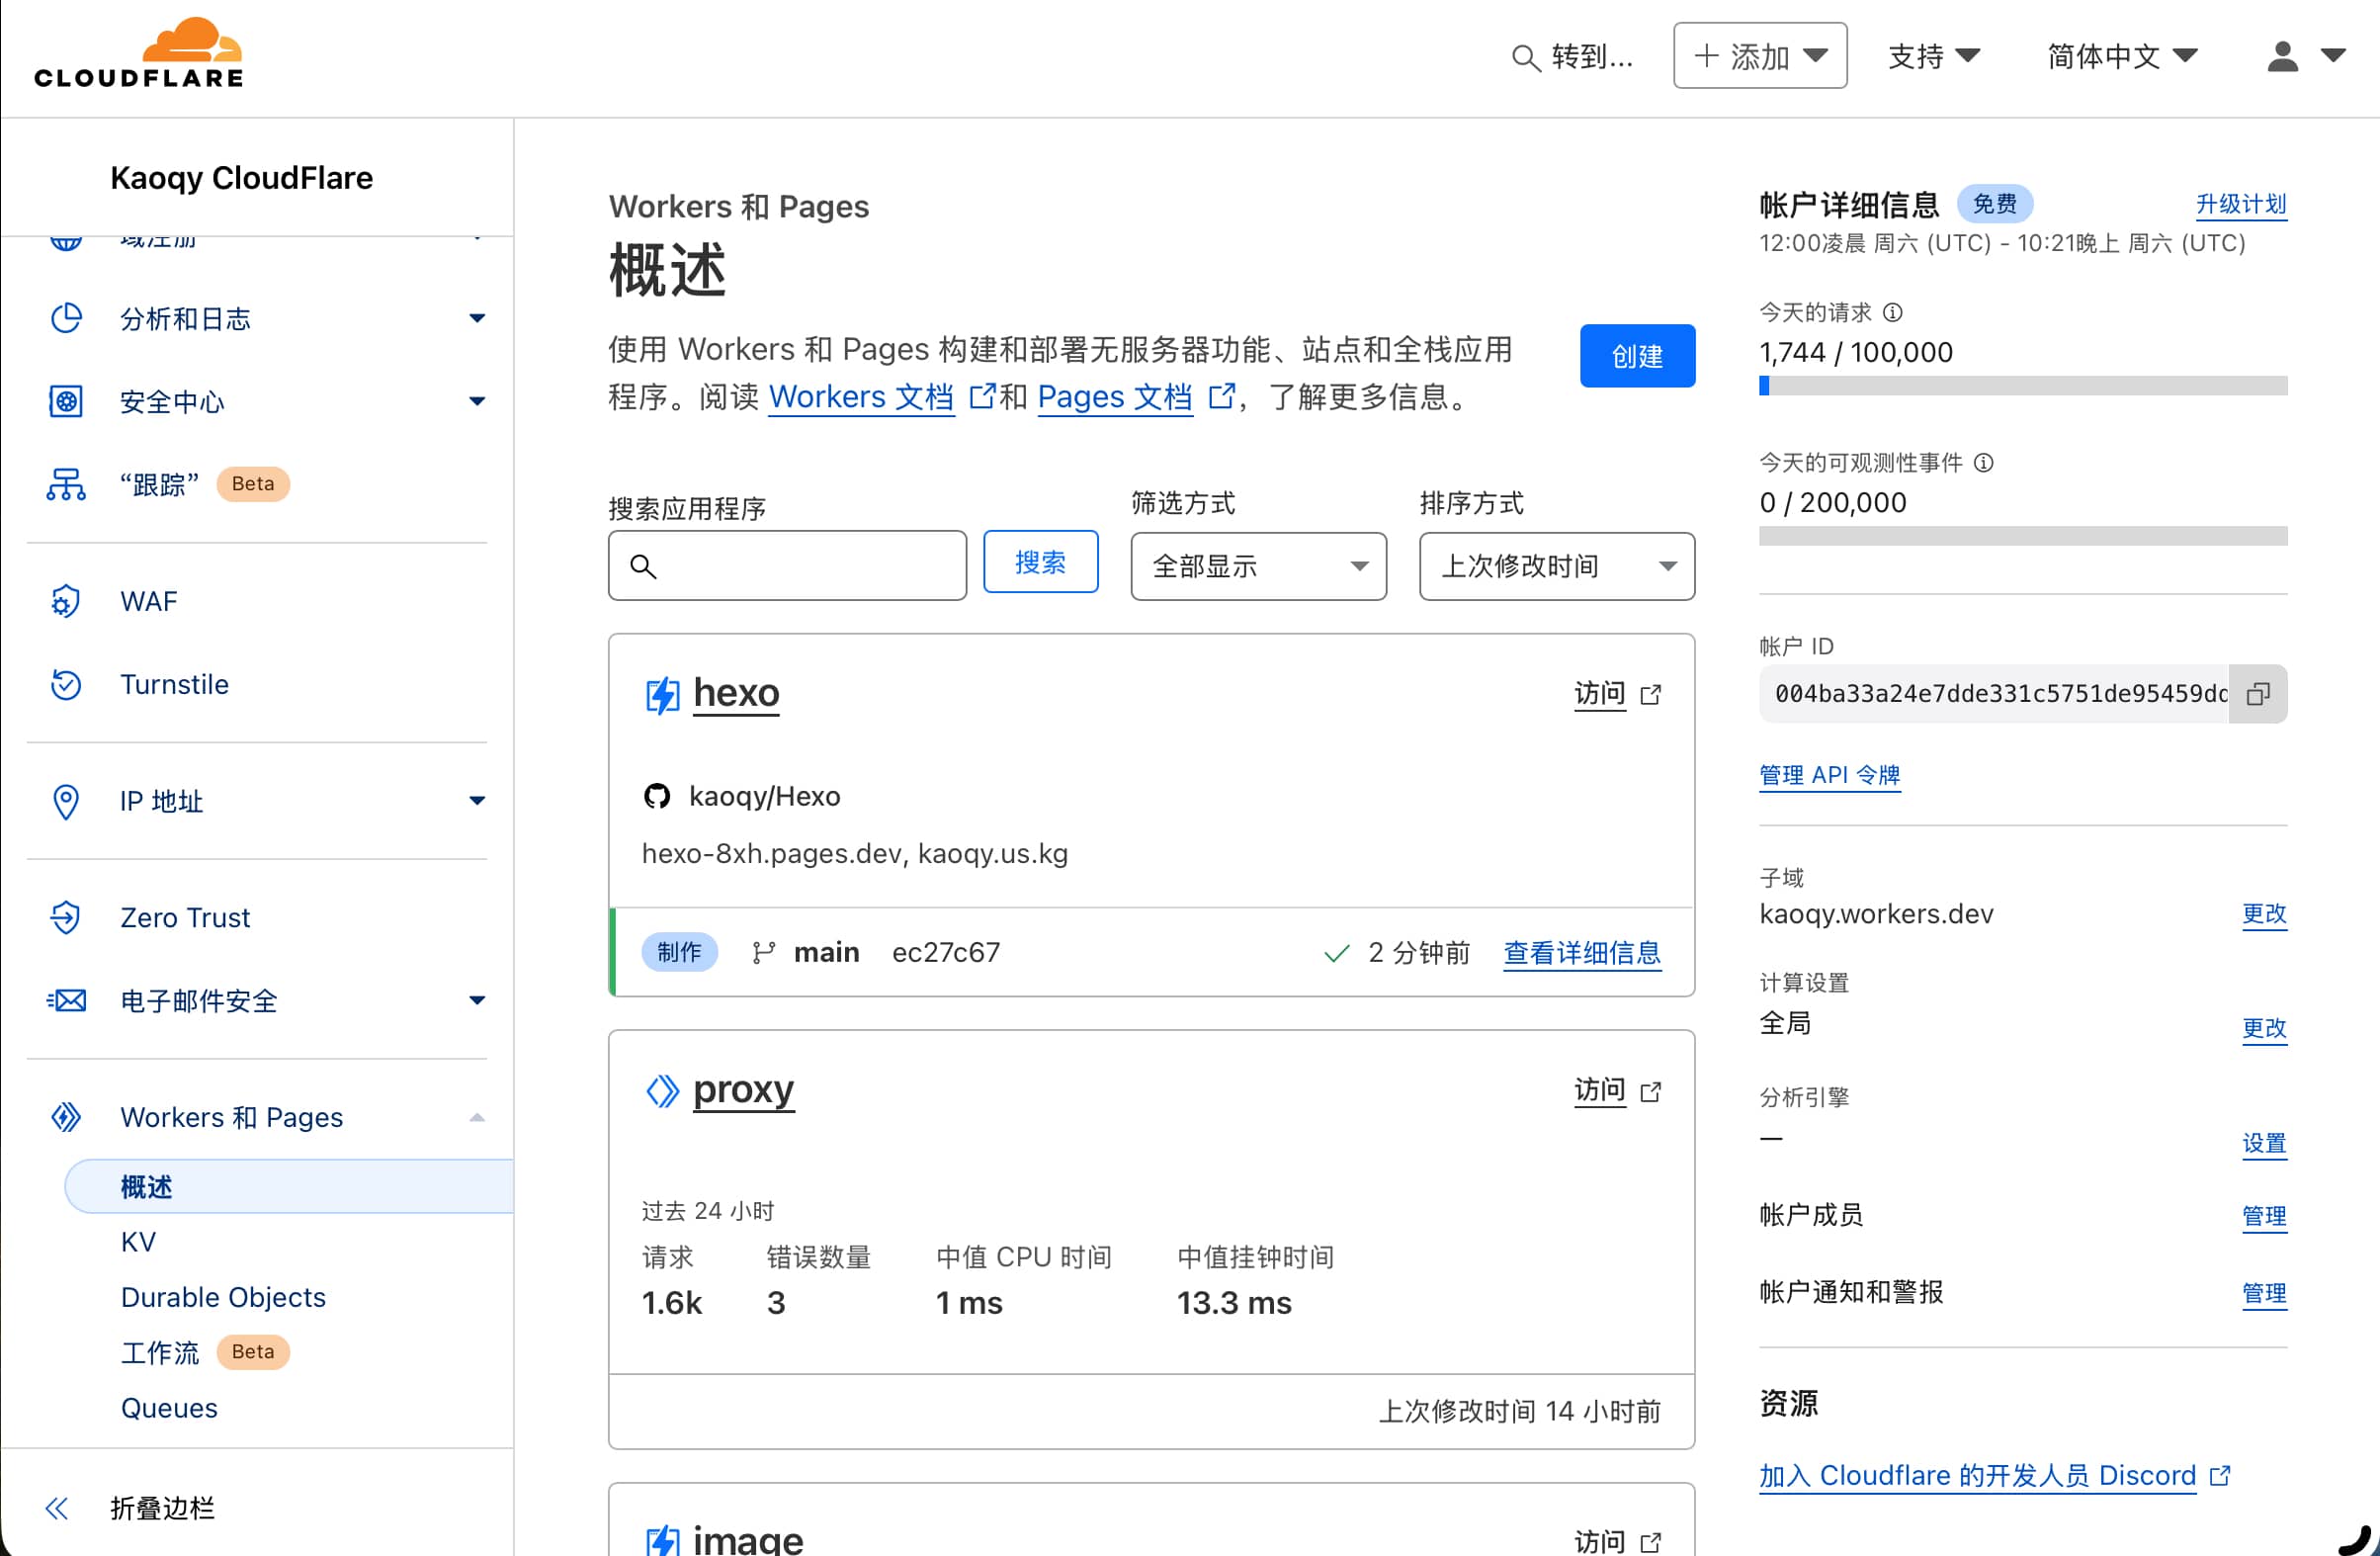 CLOUDFLARE
转到...
添加
支持
简体中文
Kaoqy CloudFlare
域注册
分析和日志
安全中心
“跟踪” Beta
WAF
Turnstile
IP 地址
Zero Trust
电子邮件安全
Workers 和 Pages
概述
KV
Durable Objects
工作流 Beta
Queues
折叠边栏
Workers 和 Pages
概述
使用 Workers 和 Pages 构建和部署无服务器功能、站点和全栈应用
程序。阅读 Workers 文档 和 Pages 文档 ，了解更多信息。
创建
搜索应用程序
搜索
筛选方式
全部显示
排序方式
上次修改时间
hexo
访问
kaoqy/Hexo
hexo-8xh.pages.dev, kaoqy.us.kg
制作 main ec27c67 2 分钟前 查看详细信息
proxy
访问
过去 24 小时
请求 错误数量 中值 CPU 时间 中值挂钟时间
1.6k 3 1 ms 13.3 ms
上次修改时间 14 小时前
image
访问
帐户详细信息 免费 升级计划
12:00凌晨 周六 (UTC) - 10:21晚上 周六 (UTC)
今天的请求
1,744 / 100,000
今天的可观测性事件
0 / 200,000
帐户 ID
004ba33a24e7dde331c5751de95459dc
管理 API 令牌
子域
kaoqy.workers.dev 更改
计算设置
全局 更改
分析引擎
— 设置
帐户成员 管理
帐户通知和警报 管理
资源
加入 Cloudflare 的开发人员 Discord